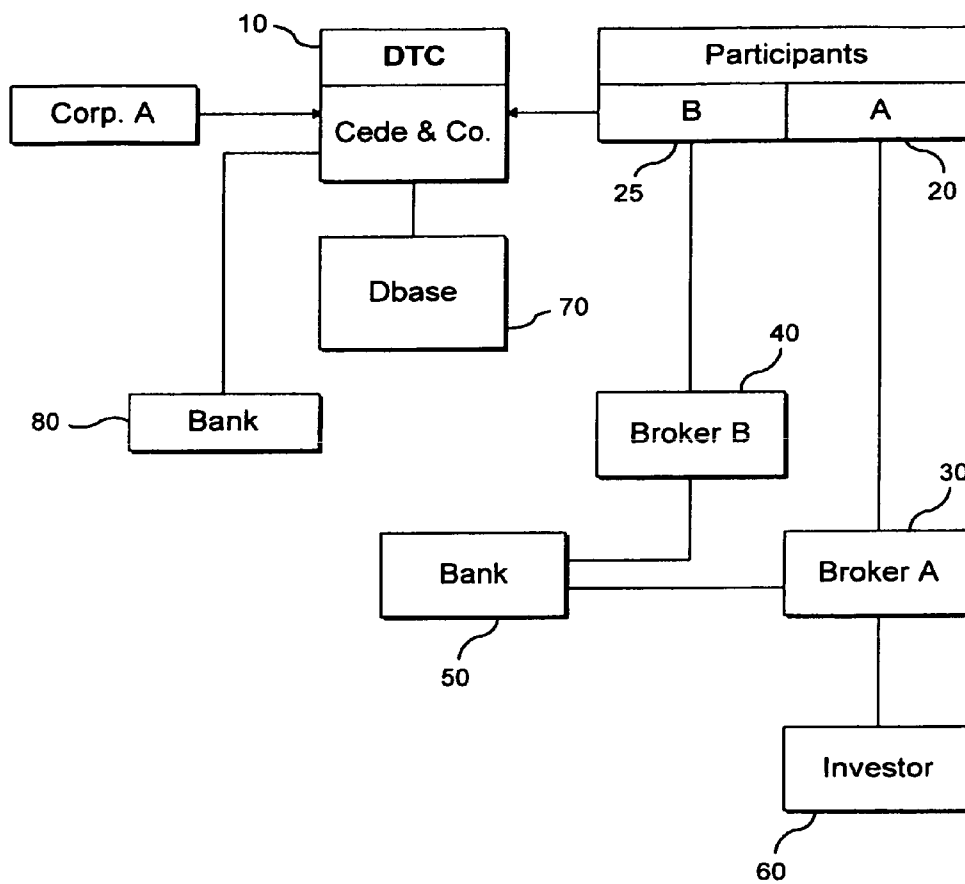 10
DTC
Participants
Corp. A
Cede & Co.
B
A
25
20
Dbase
70
40
80
Bank
Broker B
30
Bank
Broker A
50
Investor
60